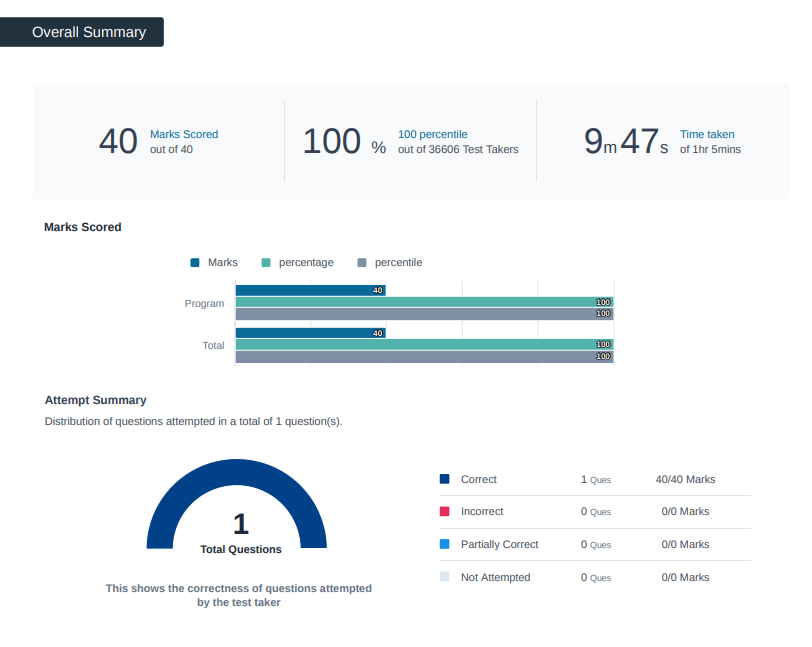 Overall Summary
40 Marks Scored
out of 40
100 % 100 percentile
out of 36606 Test Takers
9m 47s Time taken
of 1hr 5mins
Marks Scored
Marks percentage percentile
Program 40
100
100
Total 40
100
100
Attempt Summary
Distribution of questions attempted in a total of 1 question(s).
1
Total Questions
This shows the correctness of questions attempted
by the test taker
Correct 1 Ques 40/40 Marks
Incorrect 0 Ques 0/0 Marks
Partially Correct 0 Ques 0/0 Marks
Not Attempted 0 Ques 0/0 Marks